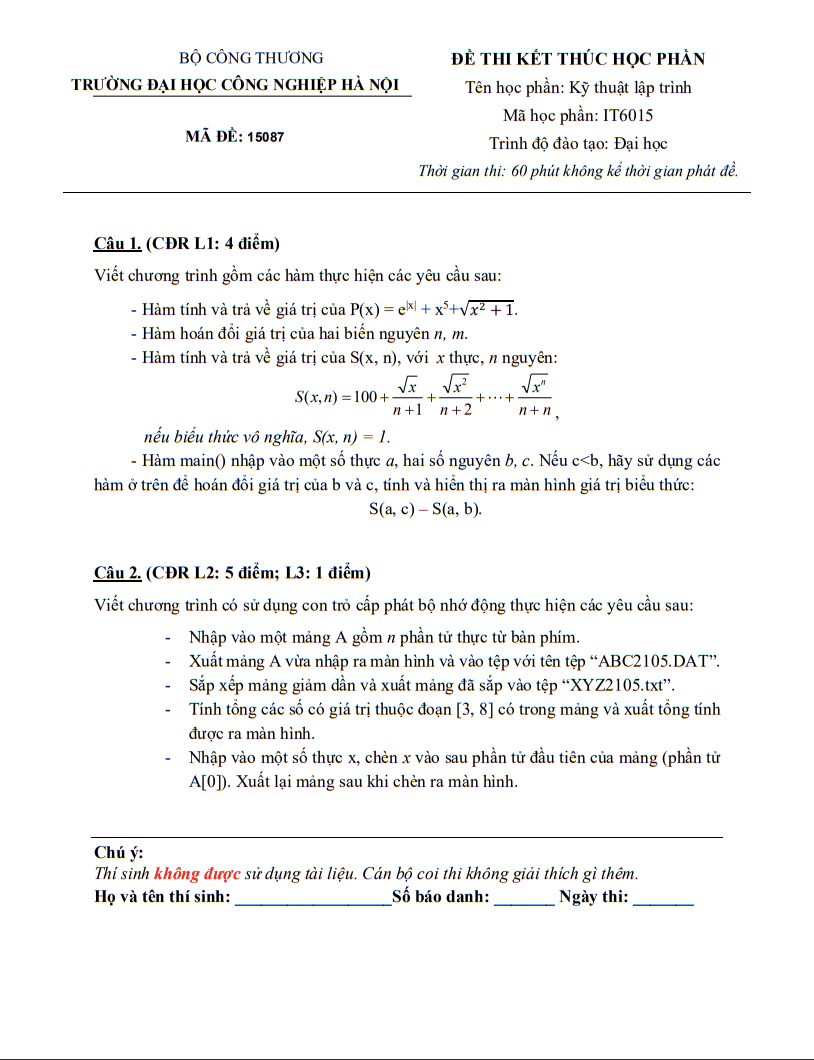 BỘ CÔNG THƯƠNG
TRƯỜNG ĐẠI HỌC CÔNG NGHIỆP HÀ NỘI
MÃ ĐỀ: 15087
ĐỀ THI KẾT THÚC HỌC PHẦN
Tên học phần: Kỹ thuật lập trình
Mã học phần: IT6015
Trình độ đào tạo: Đại học
Thời gian thi: 60 phút không kể thời gian phát đề.
Câu 1. (CĐR L1: 4 điểm)
Viết chương trình gồm các hàm thực hiện các yêu cầu sau:
- Hàm tính và trả về giá trị của P(x) = e^|x| + x^5+√(x^2 + 1).
- Hàm hoán đổi giá trị của hai biến nguyên n, m.
- Hàm tính và trả về giá trị của S(x, n), với x thực, n nguyên:
S(x,n) = 100 + √x/(n+1) + √(x^2)/(n+2) + ⋯ + √(x^n)/(n+n) ,
nếu biểu thức vô nghĩa, S(x, n) = 1.
- Hàm main() nhập vào một số thực a, hai số nguyên b, c. Nếu c<b, hãy sử dụng các
hàm ở trên để hoán đổi giá trị của b và c, tính và hiển thị ra màn hình giá trị biểu thức:
S(a, c) – S(a, b).
Câu 2. (CĐR L2: 5 điểm; L3: 1 điểm)
Viết chương trình có sử dụng con trỏ cấp phát bộ nhớ động thực hiện các yêu cầu sau:
- Nhập vào một mảng A gồm n phần tử thực từ bàn phím.
- Xuất mảng A vừa nhập ra màn hình và vào tệp với tên tệp “ABC2105.DAT”.
- Sắp xếp mảng giảm dần và xuất mảng đã sắp vào tệp “XYZ2105.txt”.
- Tính tổng các số có giá trị thuộc đoạn [3, 8] có trong mảng và xuất tổng tính
được ra màn hình.
- Nhập vào một số thực x, chèn x vào sau phần tử đầu tiên của mảng (phần tử
A[0]). Xuất lại mảng sau khi chèn ra màn hình.
Chú ý:
Thí sinh không được sử dụng tài liệu. Cán bộ coi thi không giải thích gì thêm.
Họ và tên thí sinh: __________________Số báo danh: _______ Ngày thi: _______